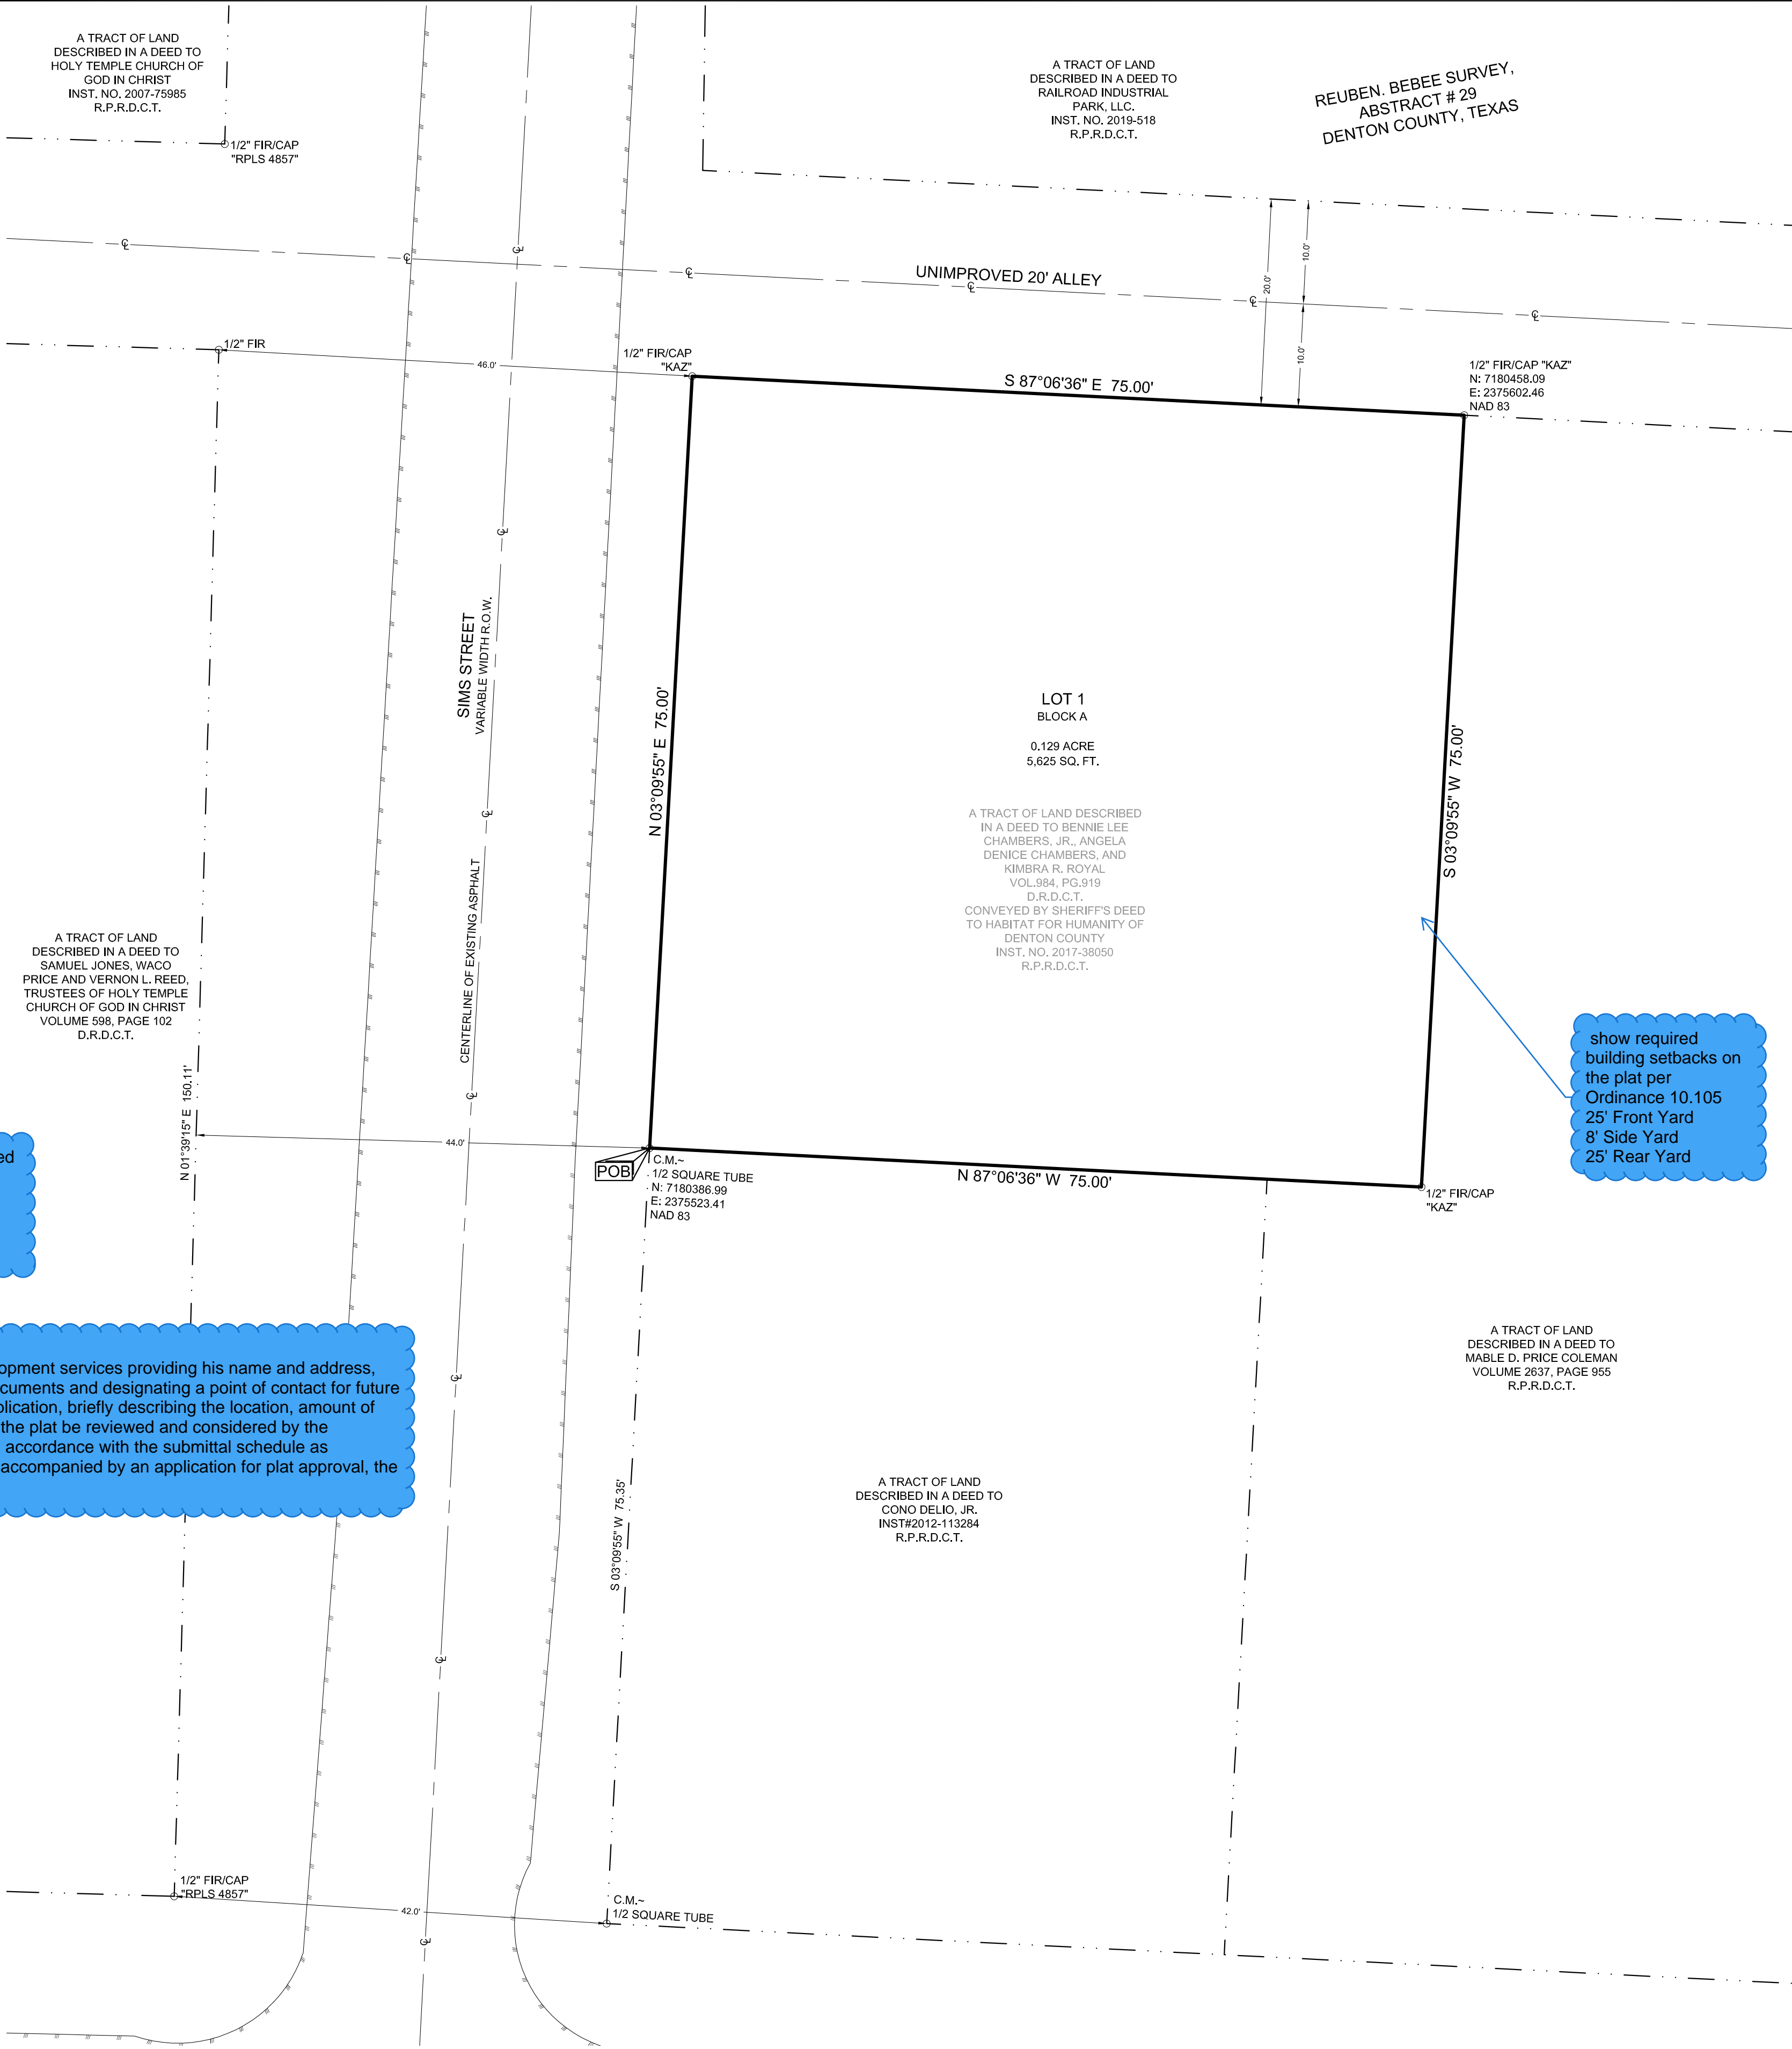 A TRACT OF LAND
DESCRIBED IN A DEED TO
HOLY TEMPLE CHURCH OF
GOD IN CHRIST
INST. NO. 2007-75985
R.P.R.D.C.T.
1/2" FIR/CAP
"RPLS 4857"
A TRACT OF LAND
DESCRIBED IN A DEED TO
RAILROAD INDUSTRIAL
PARK, LLC.
INST. NO. 2019-518
R.P.R.D.C.T.
REUBEN. BEBEE SURVEY,
ABSTRACT # 29
DENTON COUNTY, TEXAS
UNIMPROVED 20' ALLEY
20.0'
10.0'
10.0'
1/2" FIR
46.0'
1/2" FIR/CAP
"KAZ"
S 87°06'36" E 75.00'
1/2" FIR/CAP "KAZ"
N: 7180458.09
E: 2375602.46
NAD 83
SIMS STREET
VARIABLE WIDTH R.O.W.
N 03°09'55" E 75.00'
LOT 1
BLOCK A
0.129 ACRE
5,625 SQ. FT.
A TRACT OF LAND DESCRIBED
IN A DEED TO BENNIE LEE
CHAMBERS, JR., ANGELA
DENICE CHAMBERS, AND
KIMBRA R. ROYAL
VOL.984, PG.919
D.R.D.C.T.
CONVEYED BY SHERIFF'S DEED
TO HABITAT FOR HUMANITY OF
DENTON COUNTY
INST. NO. 2017-38050
R.P.R.D.C.T.
S 03°09'55" W 75.00'
CENTERLINE OF EXISTING ASPHALT
A TRACT OF LAND
DESCRIBED IN A DEED TO
SAMUEL JONES, WACO
PRICE AND VERNON L. REED,
TRUSTEES OF HOLY TEMPLE
CHURCH OF GOD IN CHRIST
VOLUME 598, PAGE 102
D.R.D.C.T.
show required
building setbacks on
the plat per
Ordinance 10.105
25' Front Yard
8' Side Yard
25' Rear Yard
N 01°39'15" E 150.11'
44.0'
ed
POB
C.M.~
1/2 SQUARE TUBE
N: 7180386.99
E: 2375523.41
NAD 83
N 87°06'36" W 75.00'
1/2" FIR/CAP
"KAZ"
opment services providing his name and address,
cuments and designating a point of contact for future
plication, briefly describing the location, amount of
the plat be reviewed and considered by the
accordance with the submittal schedule as
accompanied by an application for plat approval, the
A TRACT OF LAND
DESCRIBED IN A DEED TO
MABLE D. PRICE COLEMAN
VOLUME 2637, PAGE 955
R.P.R.D.C.T.
S 03°09'55" W 75.35'
A TRACT OF LAND
DESCRIBED IN A DEED TO
CONO DELIO, JR.
INST#2012-113284
R.P.R.D.C.T.
1/2" FIR/CAP
"RPLS 4857"
42.0'
C.M.~
1/2 SQUARE TUBE